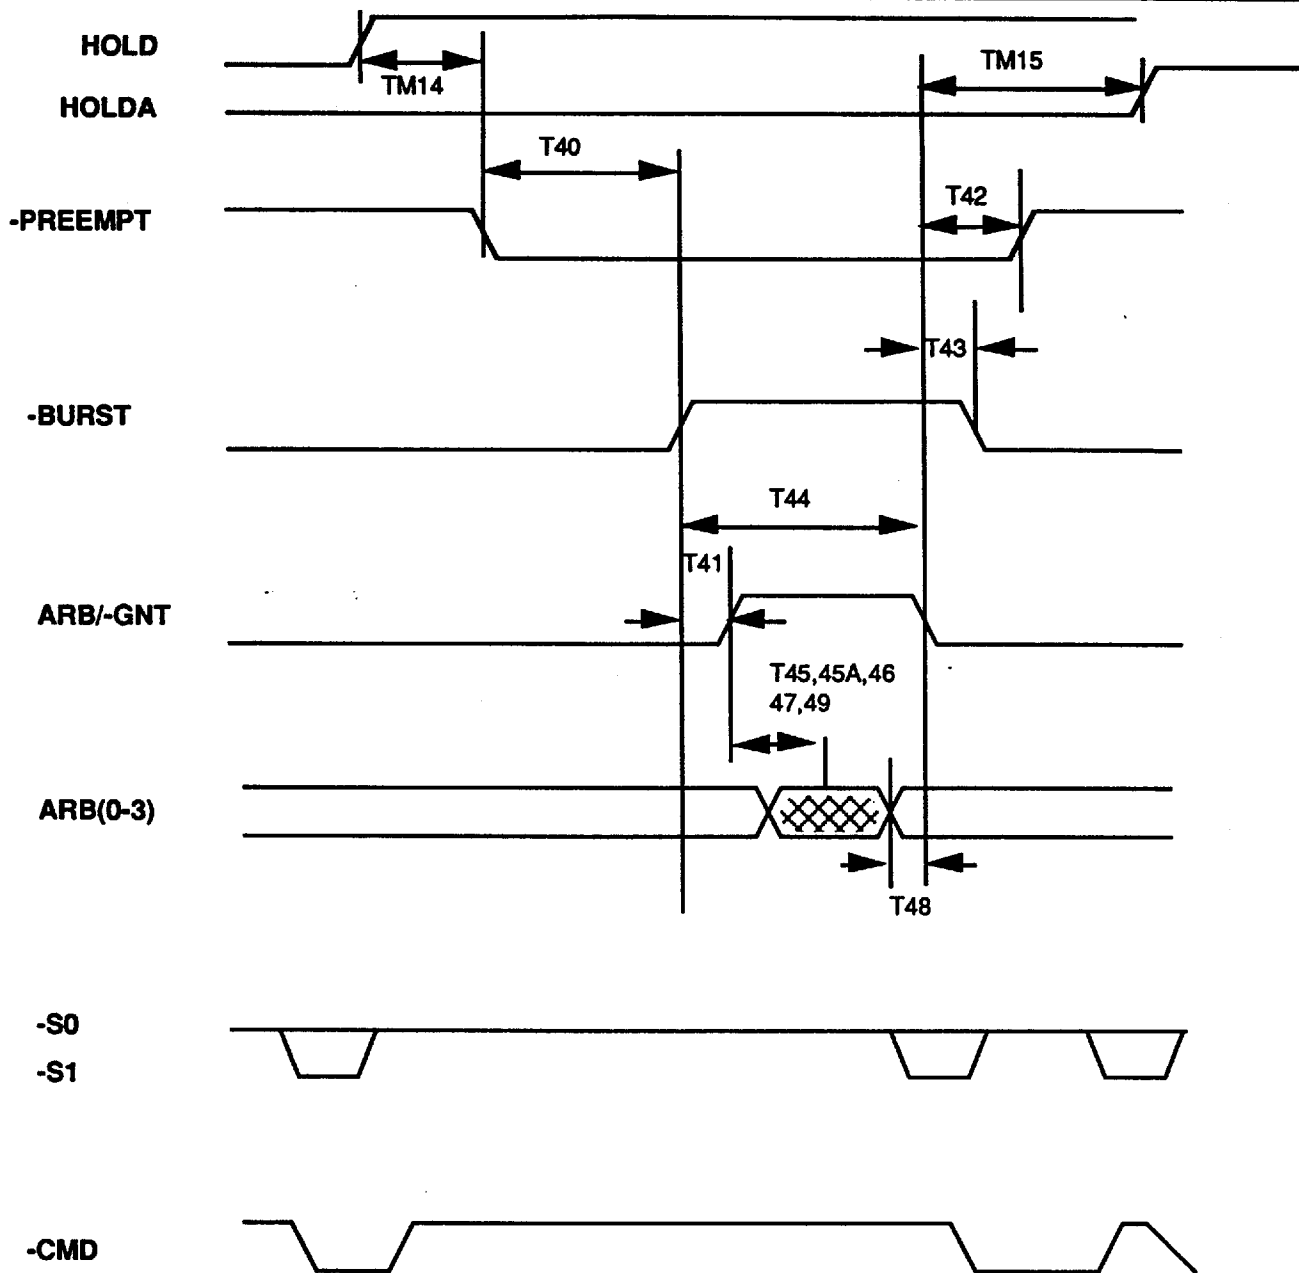 HOLD
TM14
TM15
HOLDA
T40
-PREEMPT
T42
T43
-BURST
T44
T41
ARB/-GNT
T45,45A,46
47,49
ARB(0-3)
T48
-S0
-S1
-CMD